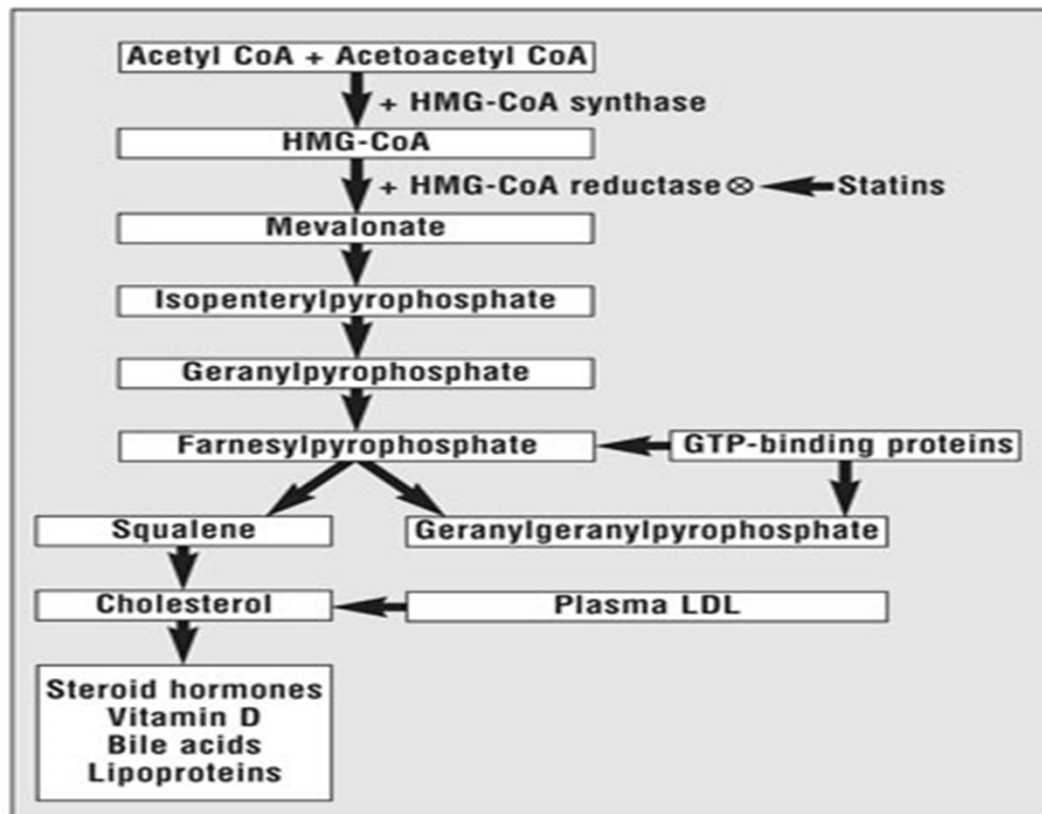 Acetyl CoA + Acetoacetyl CoA
+ HMG-CoA synthase
HMG-CoA
+ HMG-CoA reductase ⊗ Statins
Mevalonate
Isopenterylpyrophosphate
Geranylpyrophosphate
Farnesylpyrophosphate
GTP-binding proteins
Squalene
Geranylgeranylpyrophosphate
Cholesterol
Plasma LDL
Steroid hormones
Vitamin D
Bile acids
Lipoproteins